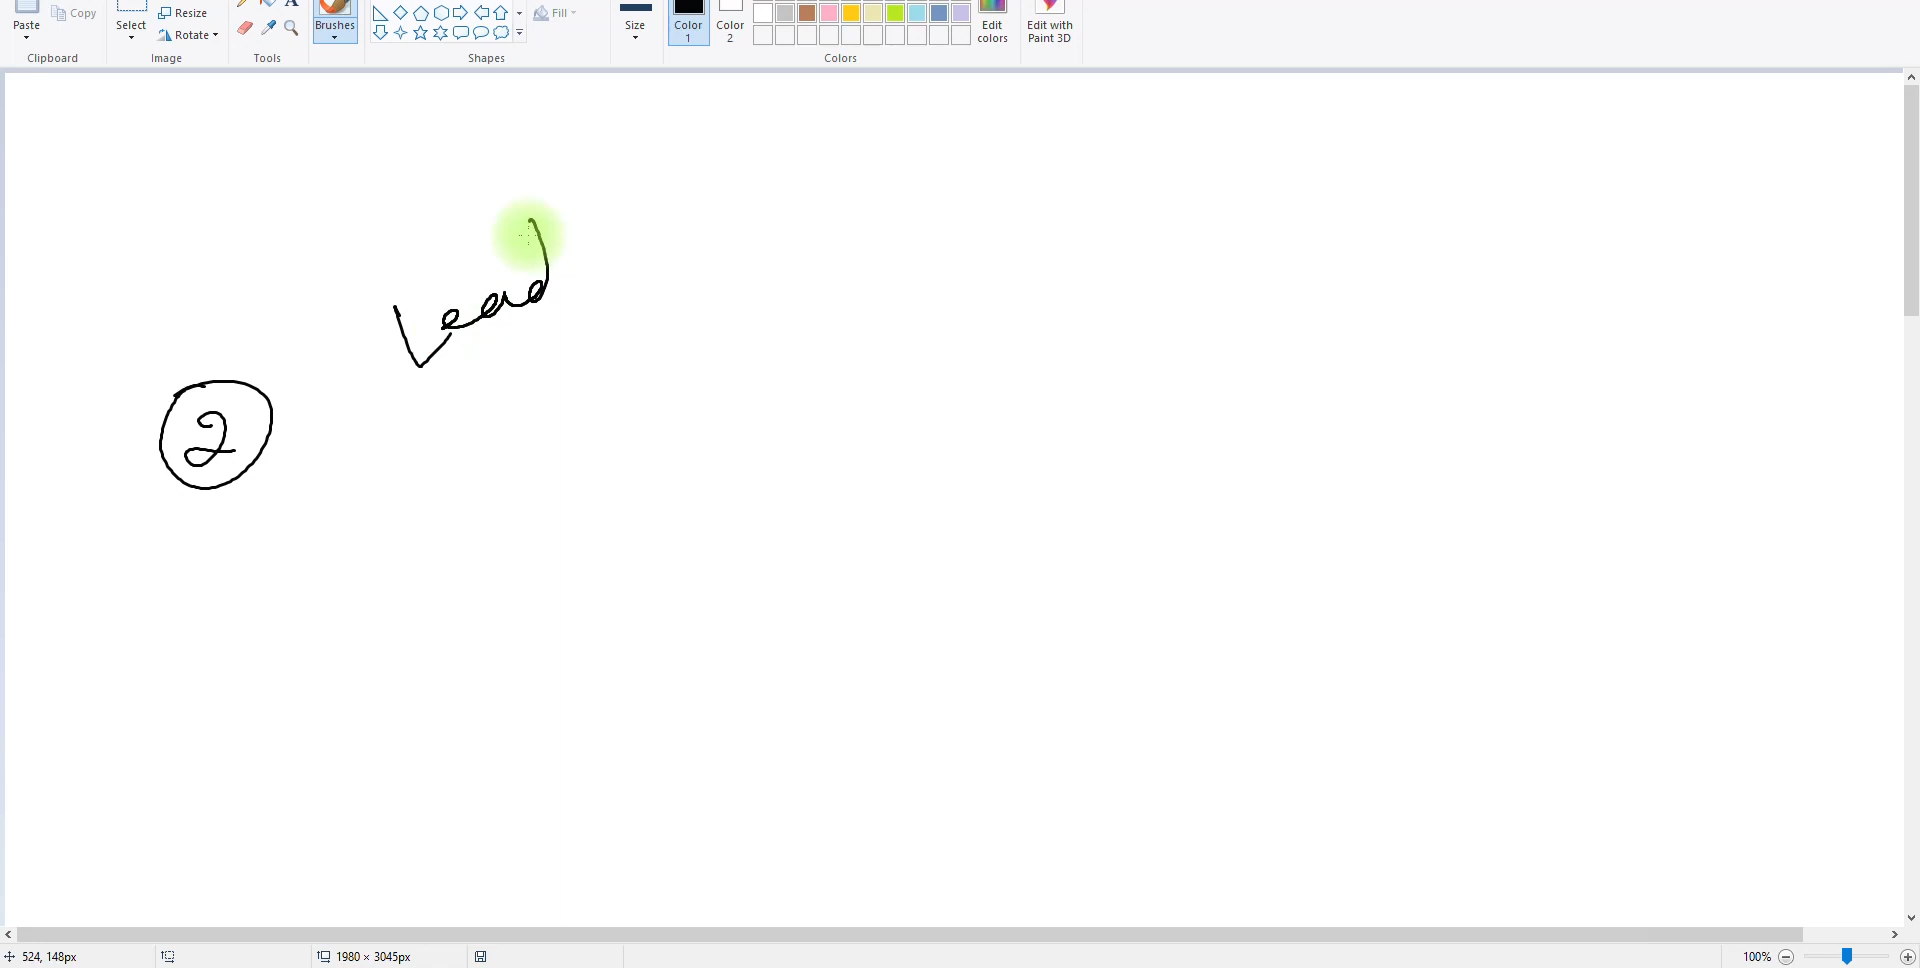 Paste
Copy
Select
Resize
Rotate
Brushes
Fill
Size
Color 1
Color 2
Edit colors
Edit with Paint 3D
Clipboard
Image
Tools
Shapes
Colors
Lead
2
524, 148px
1980 × 3045px
100%